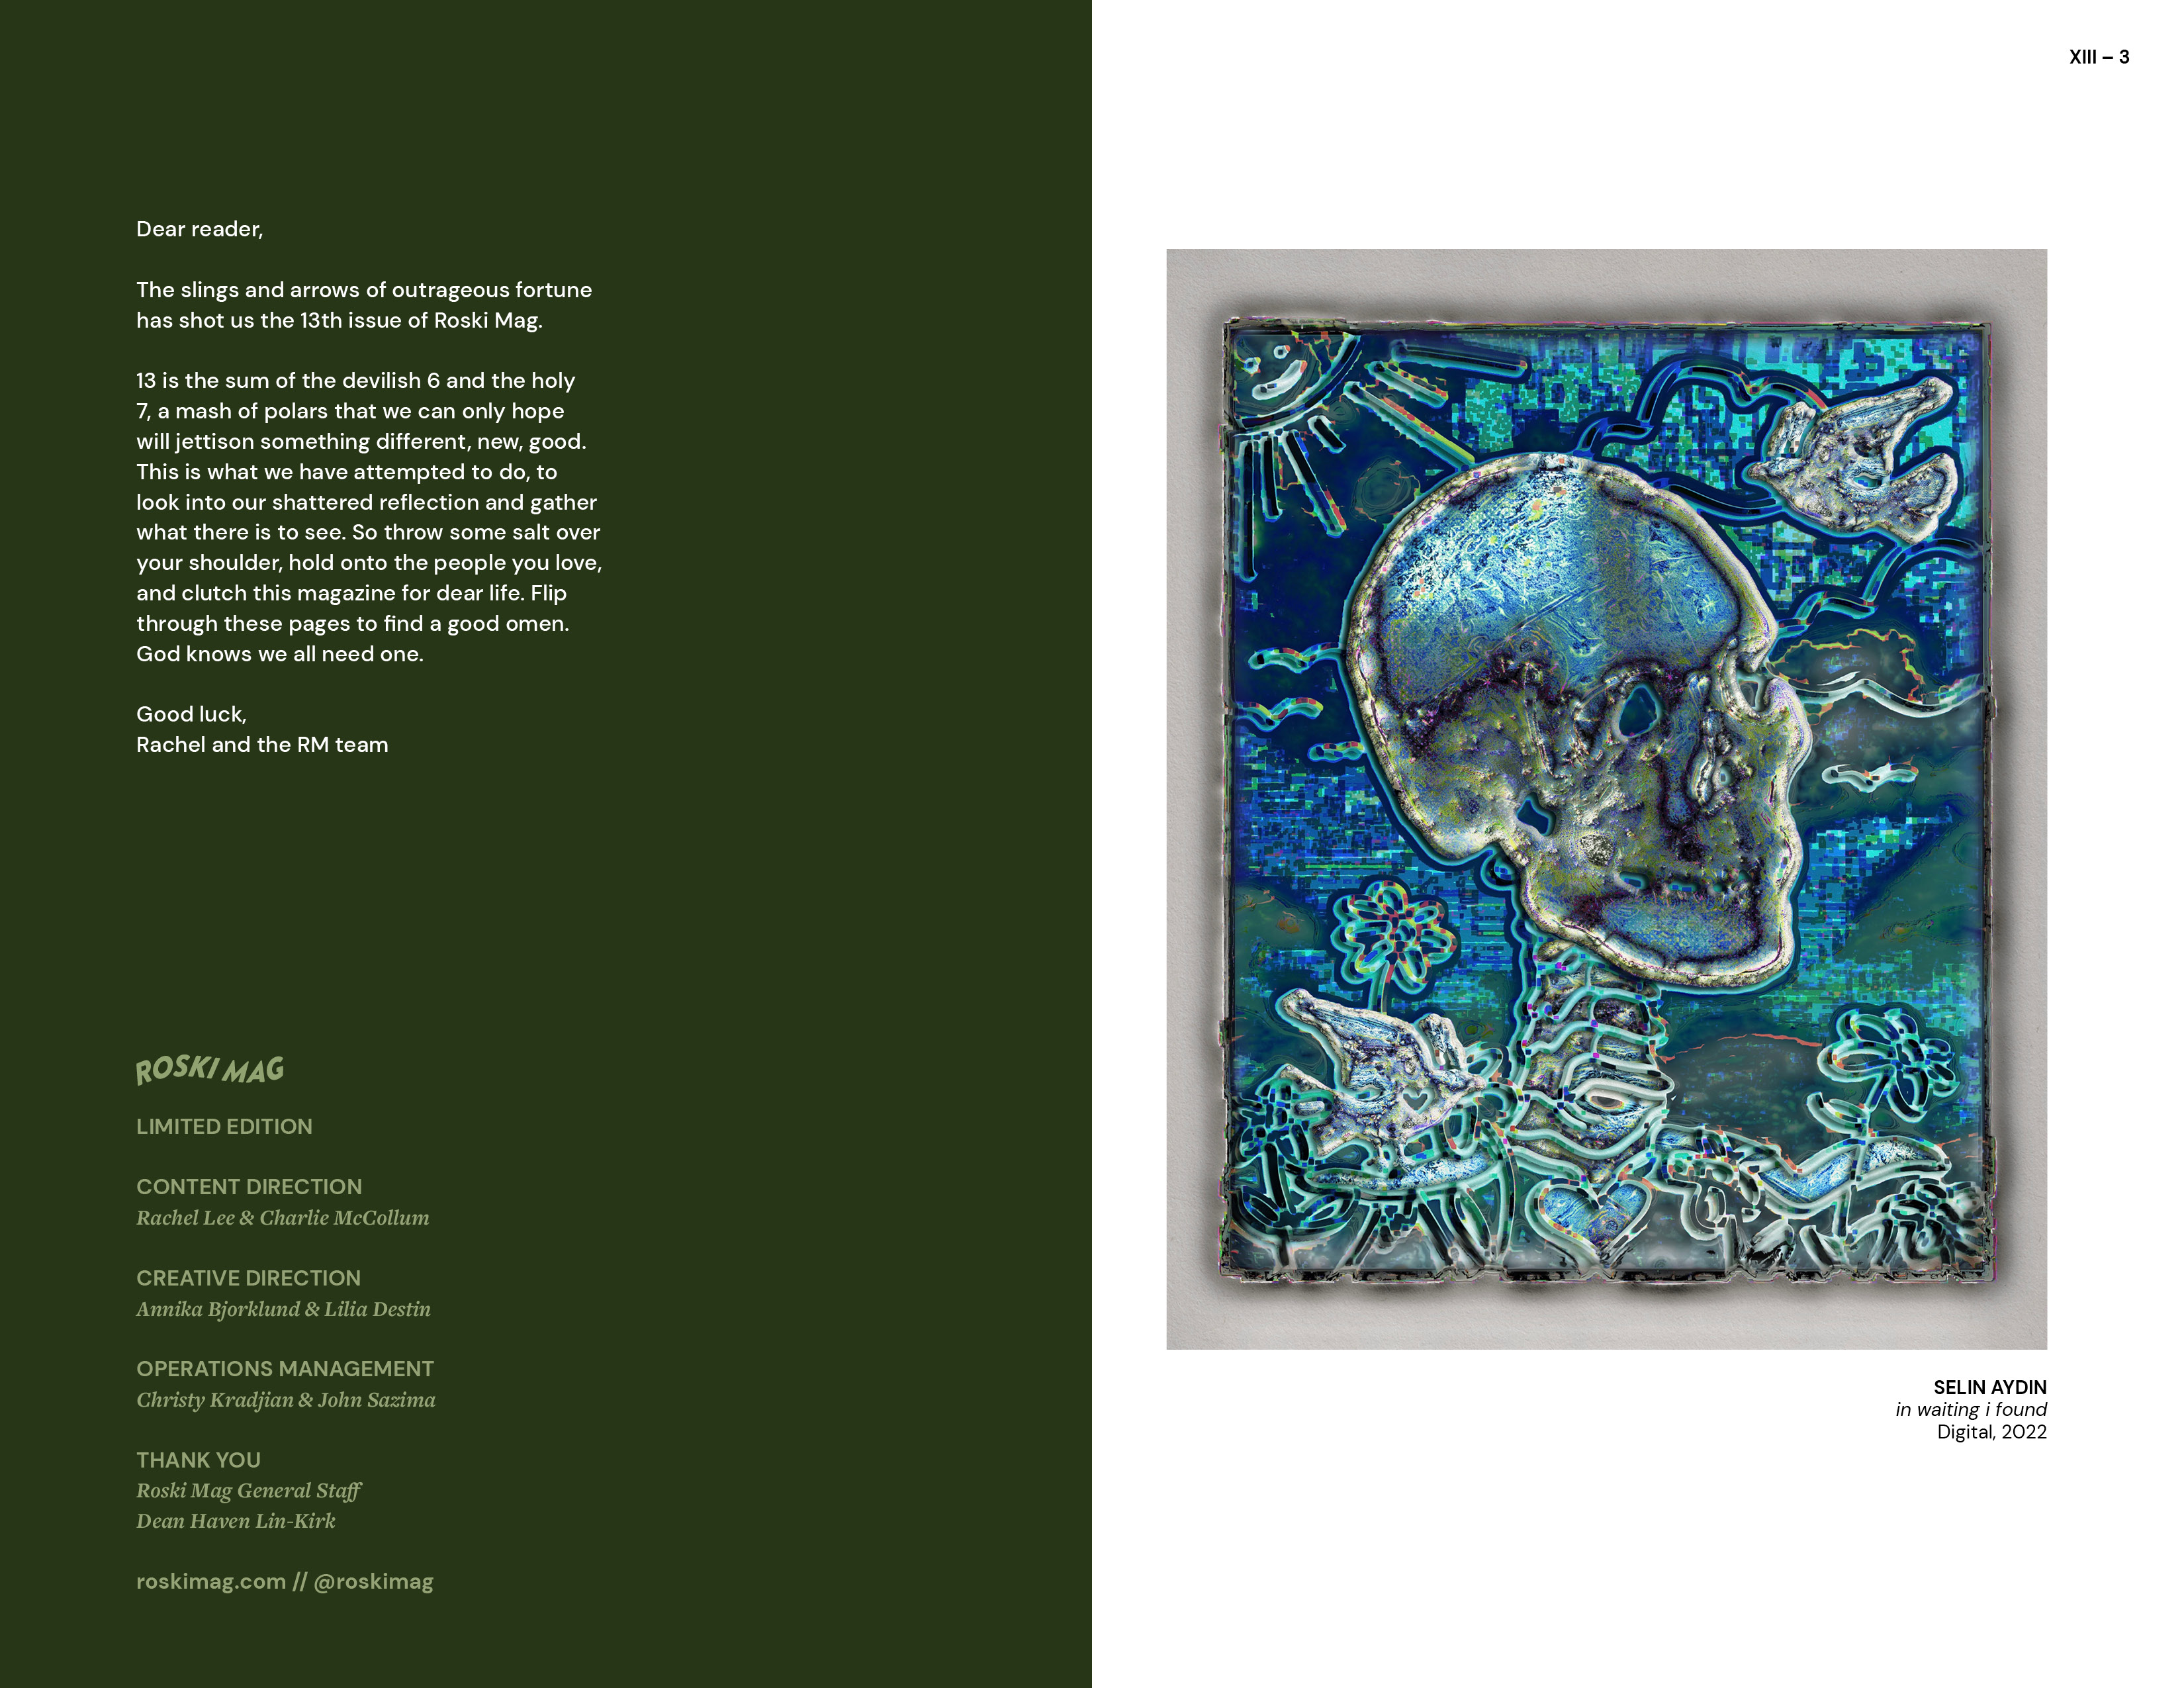 Dear reader,
The slings and arrows of outrageous fortune
has shot us the 13th issue of Roski Mag.
13 is the sum of the devilish 6 and the holy
7, a mash of polars that we can only hope
will jettison something different, new, good.
This is what we have attempted to do, to
look into our shattered reflection and gather
what there is to see. So throw some salt over
your shoulder, hold onto the people you love,
and clutch this magazine for dear life. Flip
through these pages to find a good omen.
God knows we all need one.
Good luck,
Rachel and the RM team
ROSKI MAG
LIMITED EDITION
CONTENT DIRECTION
Rachel Lee & Charlie McCollum
CREATIVE DIRECTION
Annika Bjorklund & Lilia Destin
OPERATIONS MANAGEMENT
Christy Kradjian & John Sazima
THANK YOU
Roski Mag General Staff
Dean Haven Lin-Kirk
roskimag.com // @roskimag
XIII – 3
SELIN AYDIN
in waiting i found
Digital, 2022